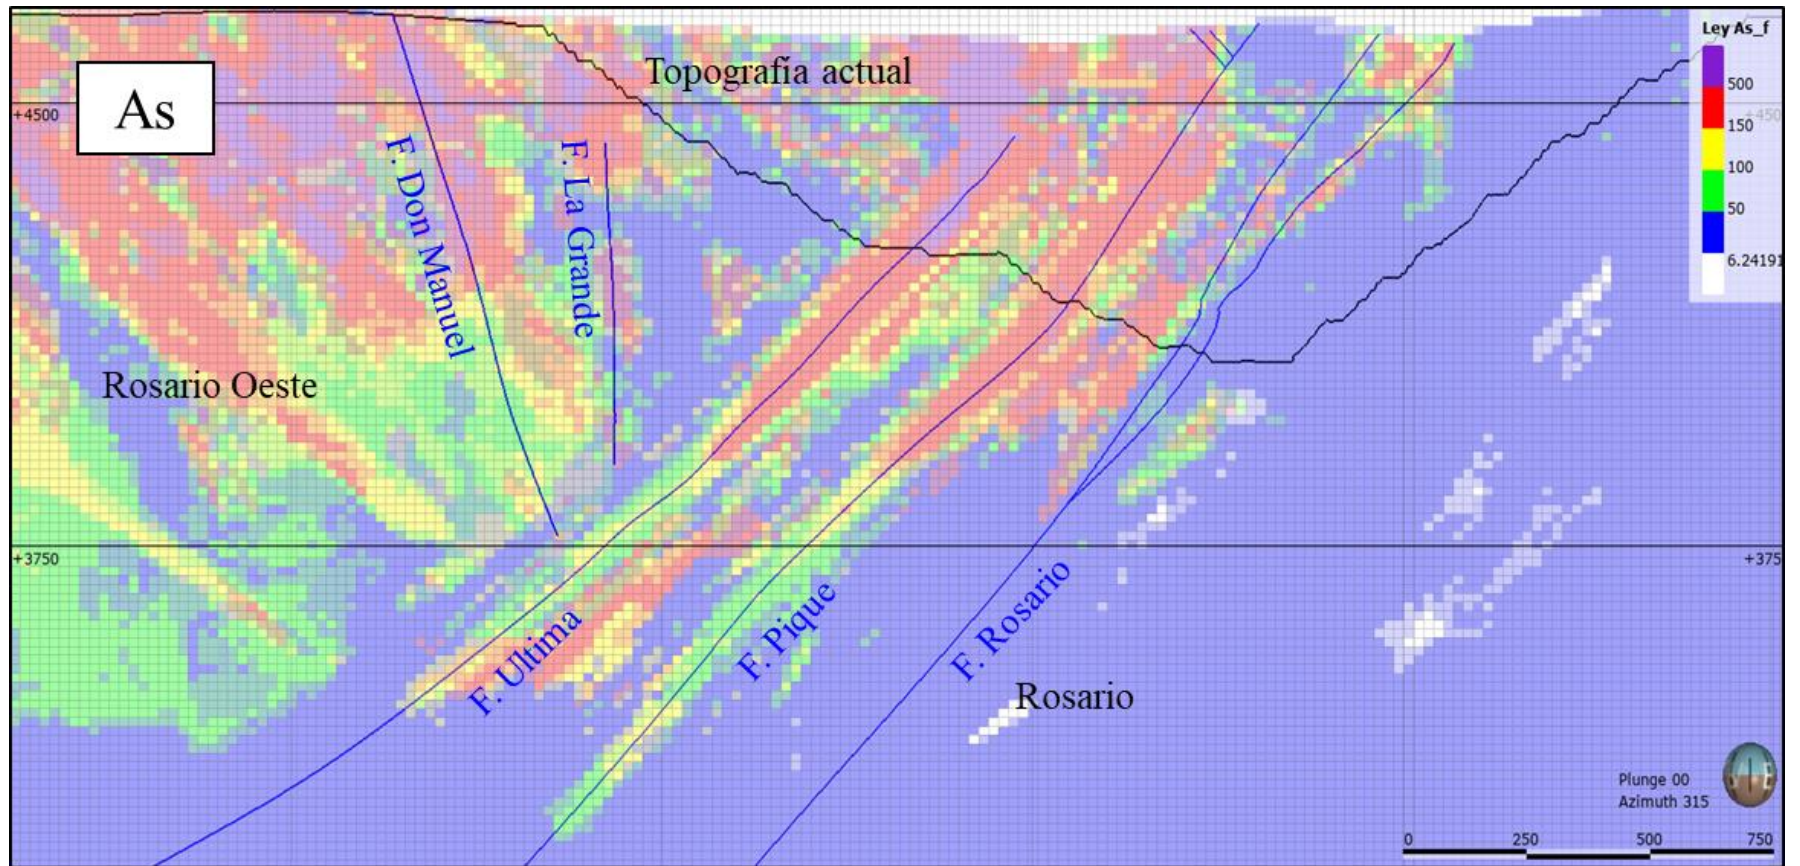 Ley As_f
Topografía actual
500
As
+4500
150
+450
100
F. Don Manuel
F. La Grande
50
6.24191
Rosario Oeste
+3750
+375
F. Ultima
F. Pique
F. Rosario
Rosario
Plunge 00
Azimuth 315
0 250 500 750